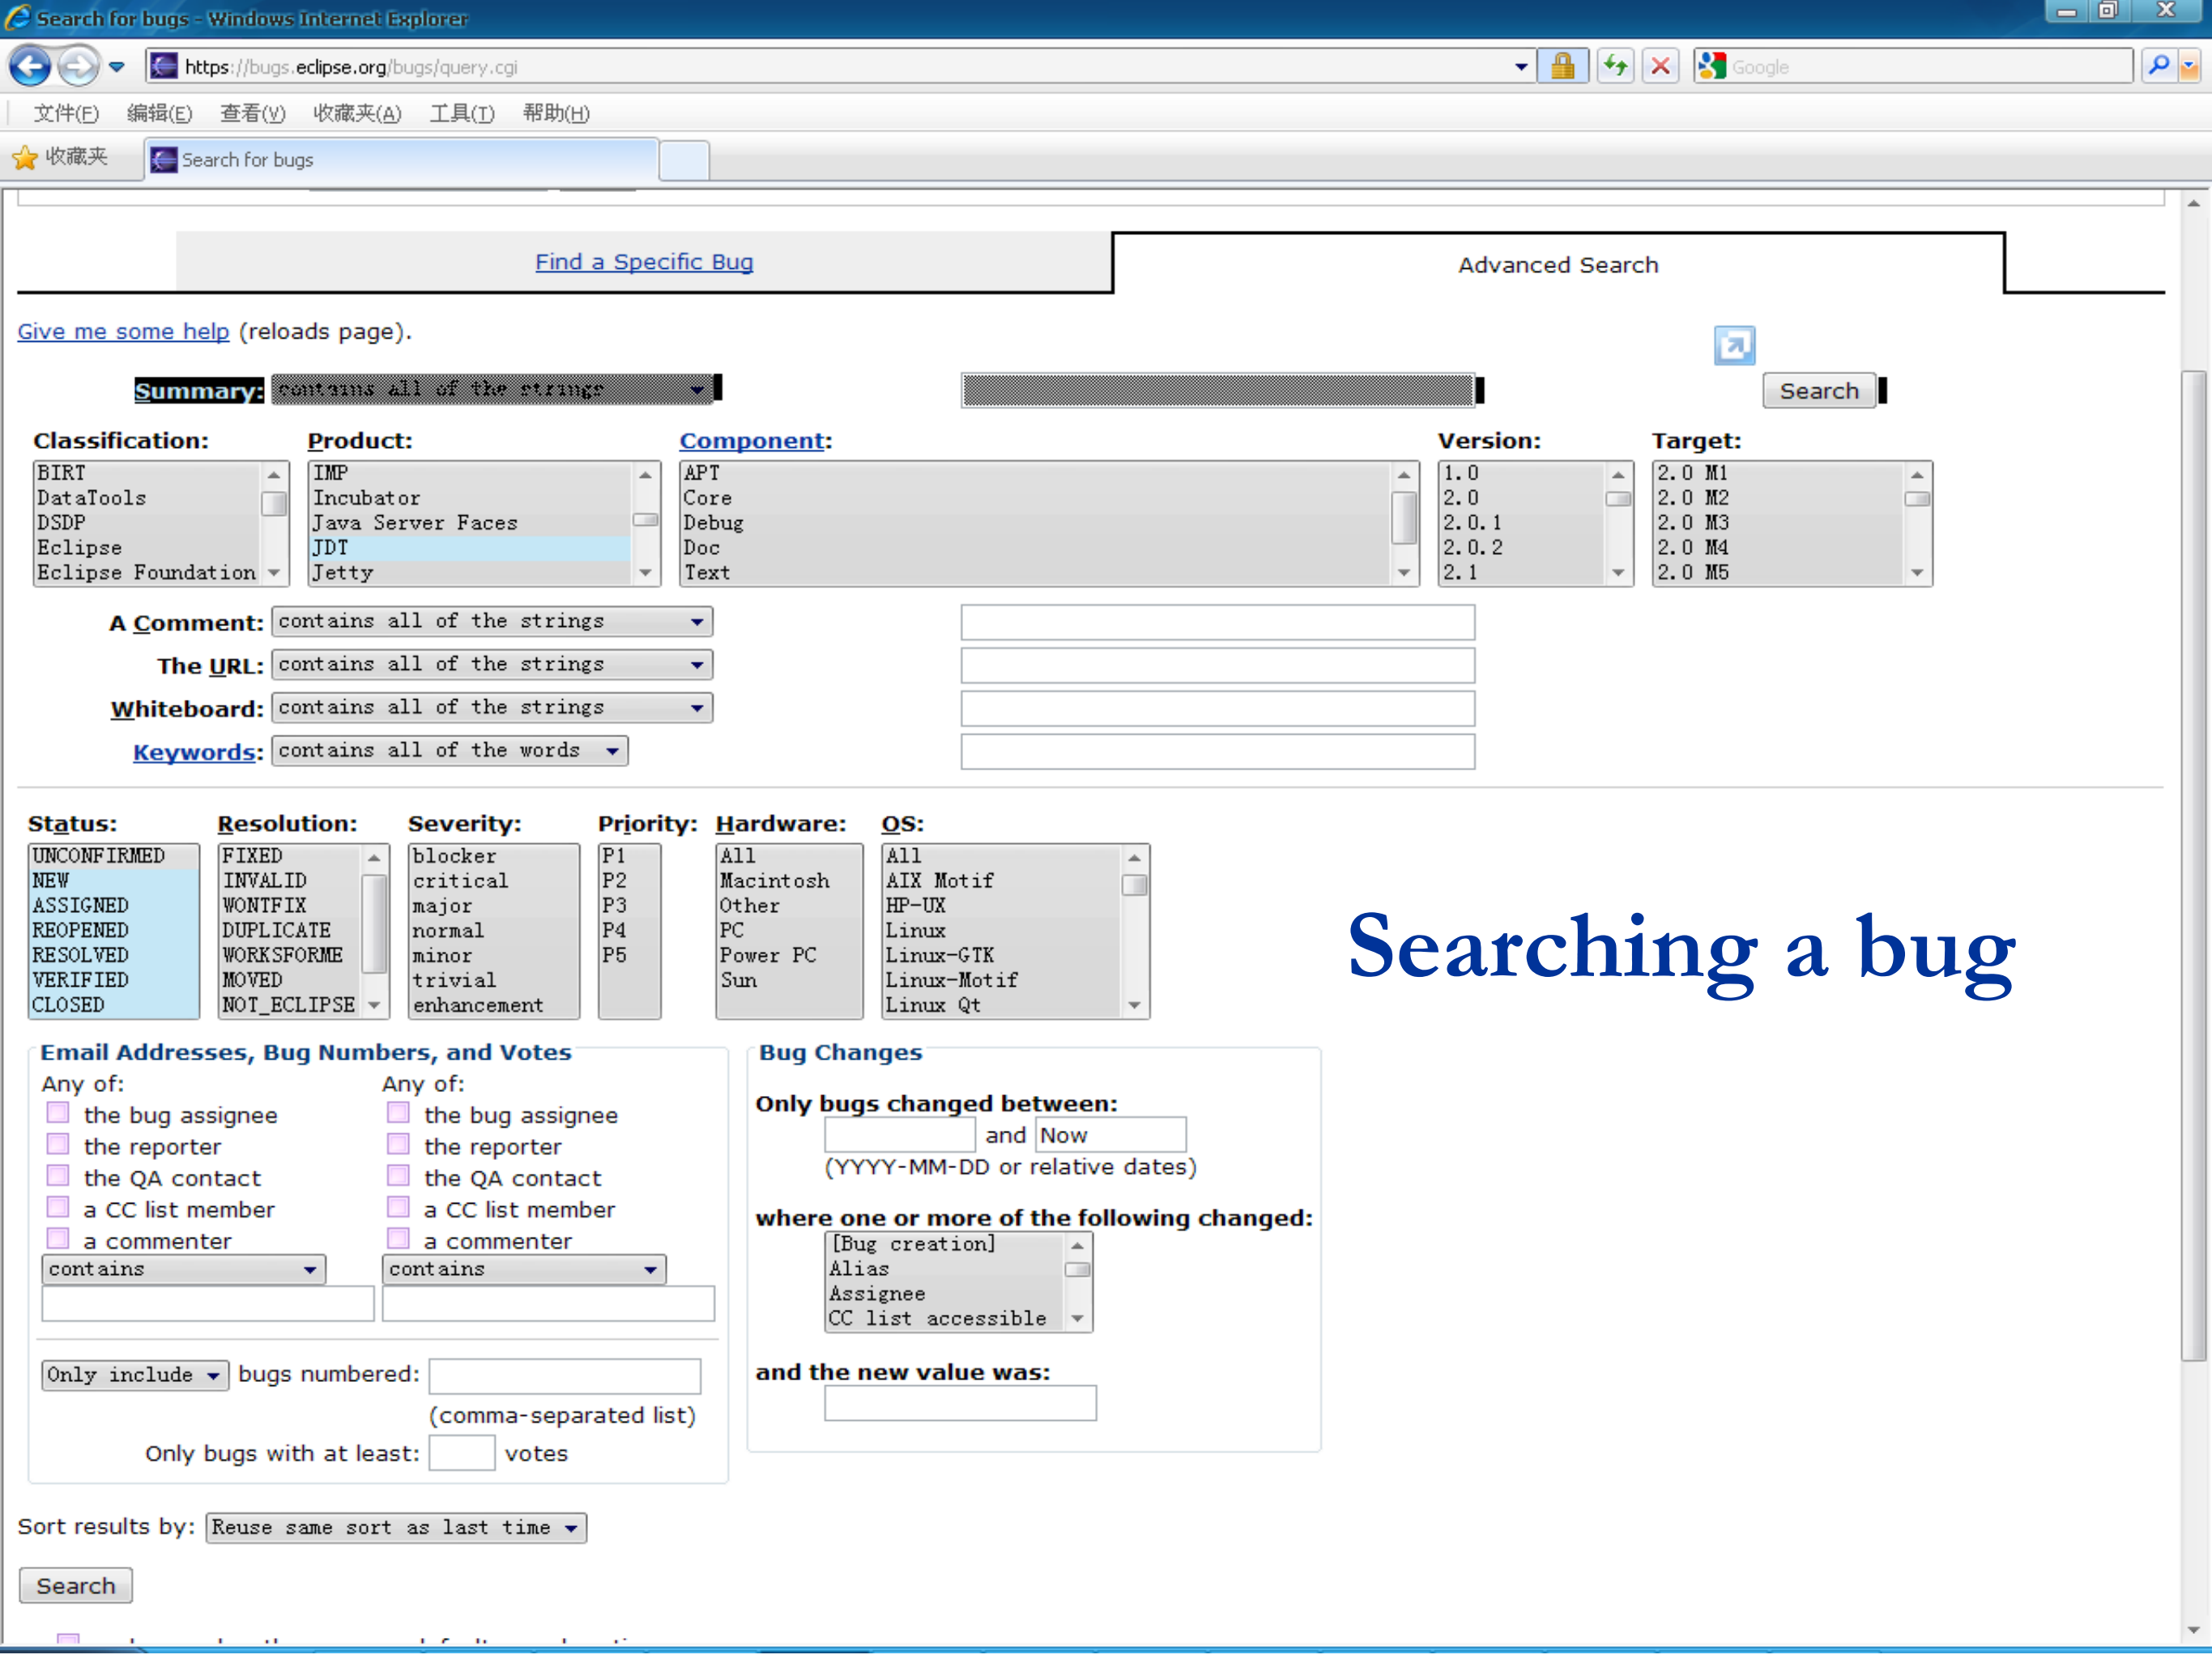 Search for bugs - Windows Internet Explorer
https://bugs.eclipse.org/bugs/query.cgi
Google
文件(F) 编辑(E) 查看(V) 收藏夹(A) 工具(T) 帮助(H)
收藏夹
Search for bugs
Find a Specific Bug
Advanced Search
Give me some help (reloads page).
Summary: contains all of the strings
Search
Classification: Product: Component: Version: Target:
BIRT IMP APT 1.0 2.0 M1
DataTools Incubator Core 2.0 2.0 M2
DSDP Java Server Faces Debug 2.0.1 2.0 M3
Eclipse JDT Doc 2.0.2 2.0 M4
Eclipse Foundation Jetty Text 2.1 2.0 M5
A Comment: contains all of the strings
The URL: contains all of the strings
Whiteboard: contains all of the strings
Keywords: contains all of the words
Status: Resolution: Severity: Priority: Hardware: OS:
UNCONFIRMED FIXED blocker P1 All All
NEW INVALID critical P2 Macintosh AIX Motif
ASSIGNED WONTFIX major P3 Other HP-UX
REOPENED DUPLICATE normal P4 PC Linux
RESOLVED WORKSFORME minor P5 Power PC Linux-GTK
VERIFIED MOVED trivial Sun Linux-Motif
CLOSED NOT_ECLIPSE enhancement Linux Qt
Searching a bug
Email Addresses, Bug Numbers, and Votes
Any of: Any of:
the bug assignee the bug assignee
the reporter the reporter
the QA contact the QA contact
a CC list member a CC list member
a commenter a commenter
contains contains
Only include bugs numbered:
(comma-separated list)
Only bugs with at least: votes
Bug Changes
Only bugs changed between:
and Now
(YYYY-MM-DD or relative dates)
where one or more of the following changed:
[Bug creation]
Alias
Assignee
CC list accessible
and the new value was:
Sort results by: Reuse same sort as last time
Search